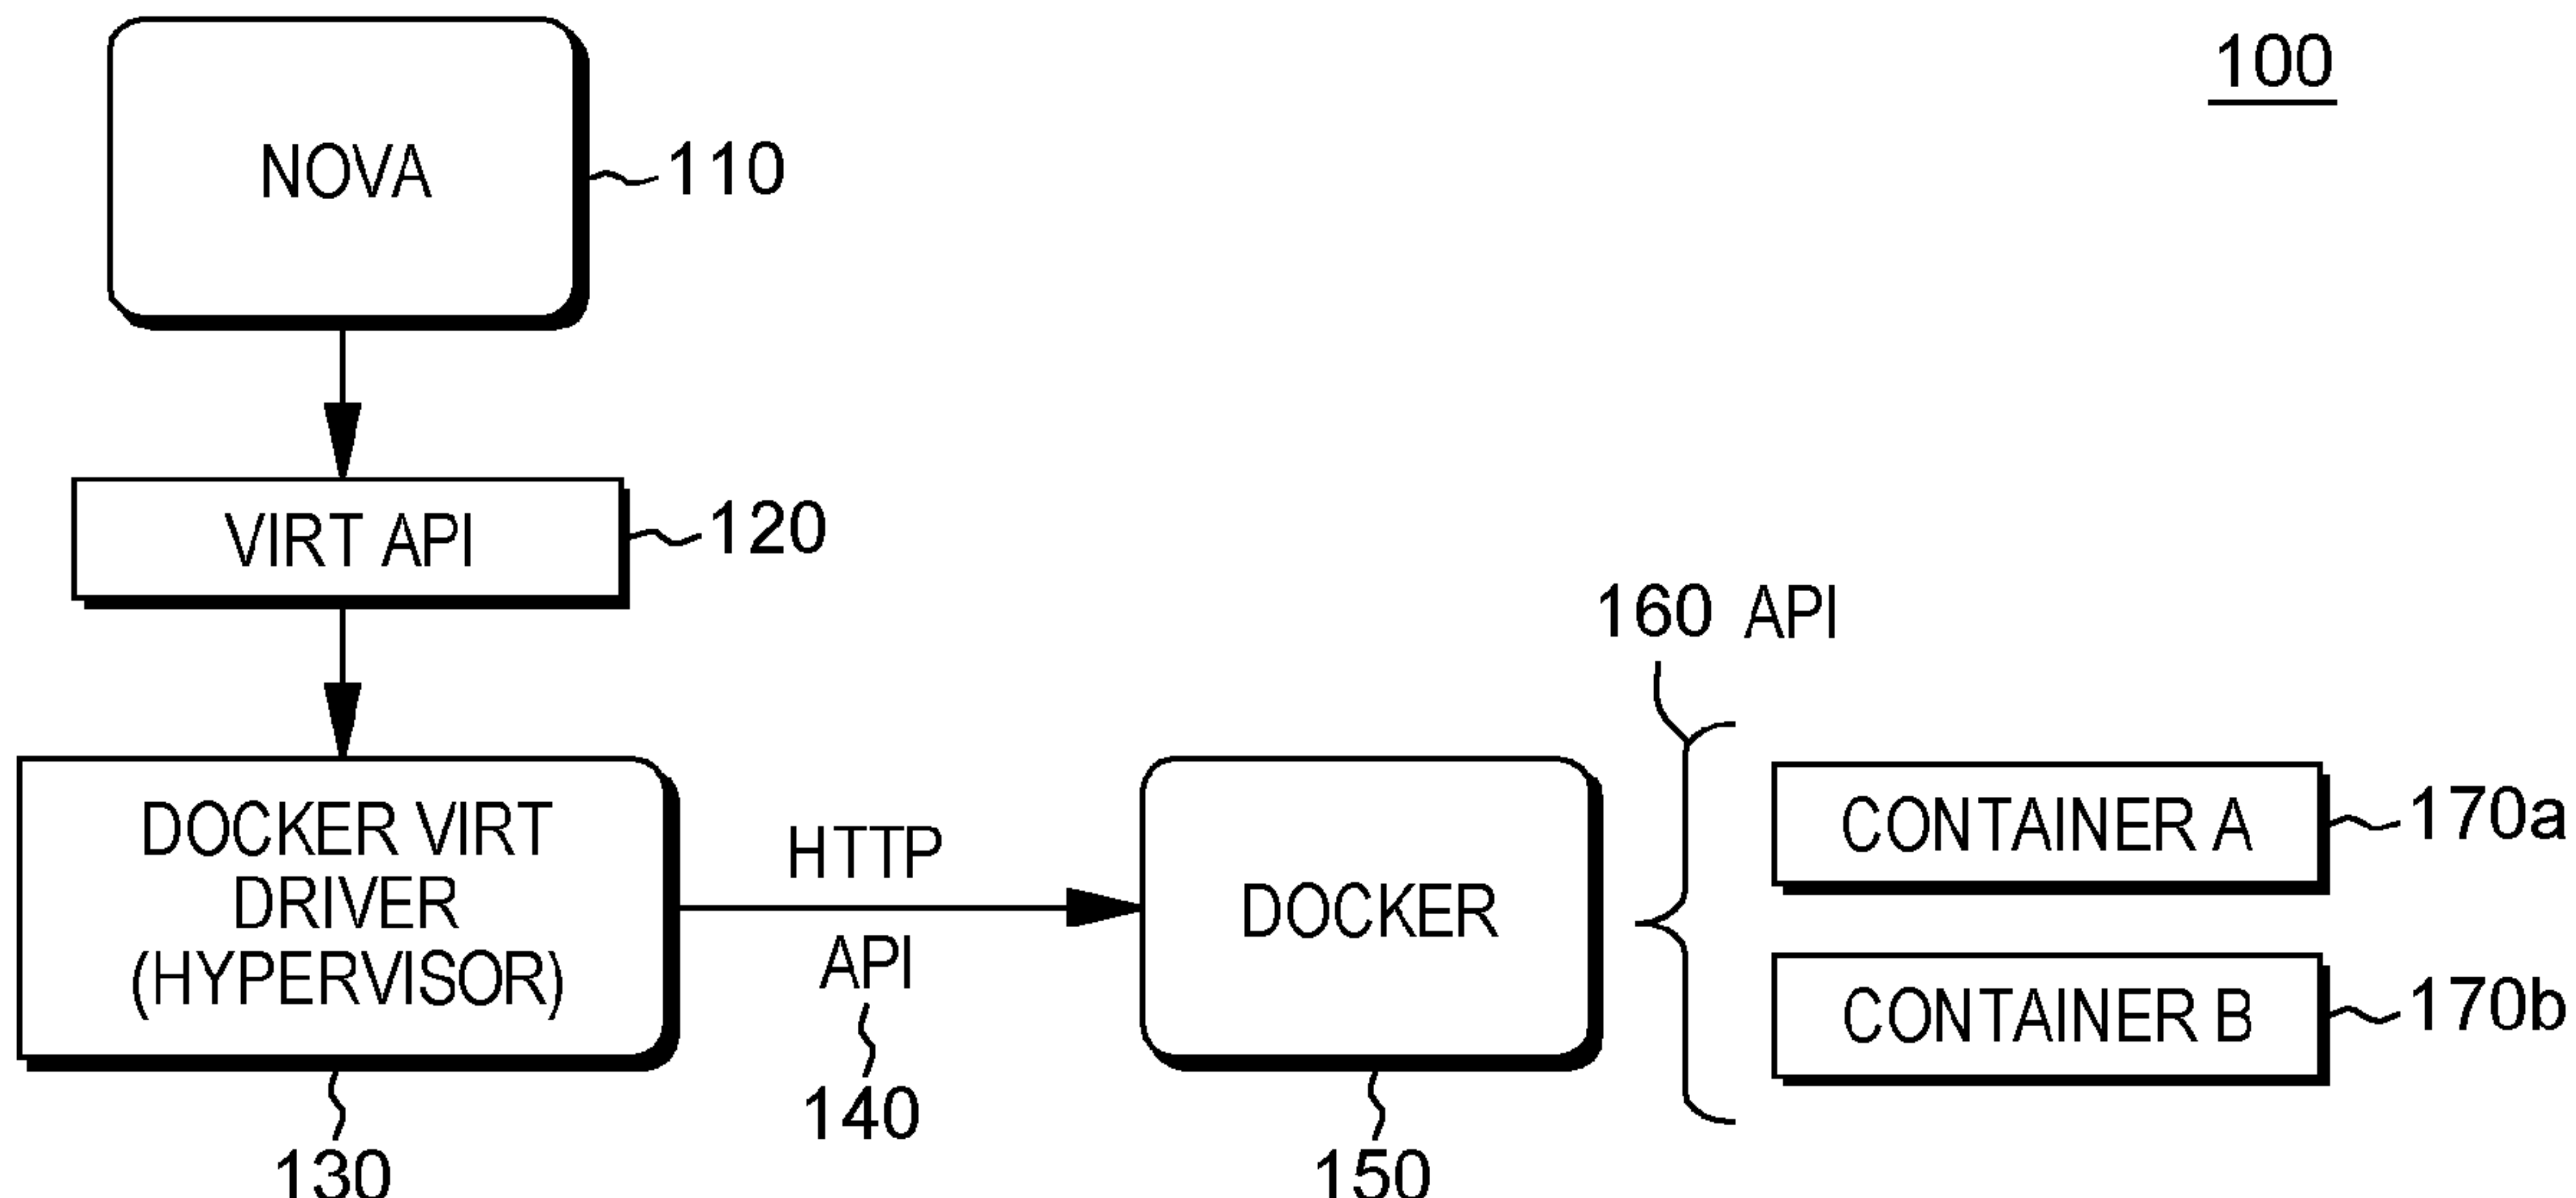 100
NOVA
110
VIRT API
120
160 API
DOCKER VIRT
DRIVER
(HYPERVISOR)
130
HTTP
API
140
DOCKER
150
CONTAINER A
170a
CONTAINER B
170b